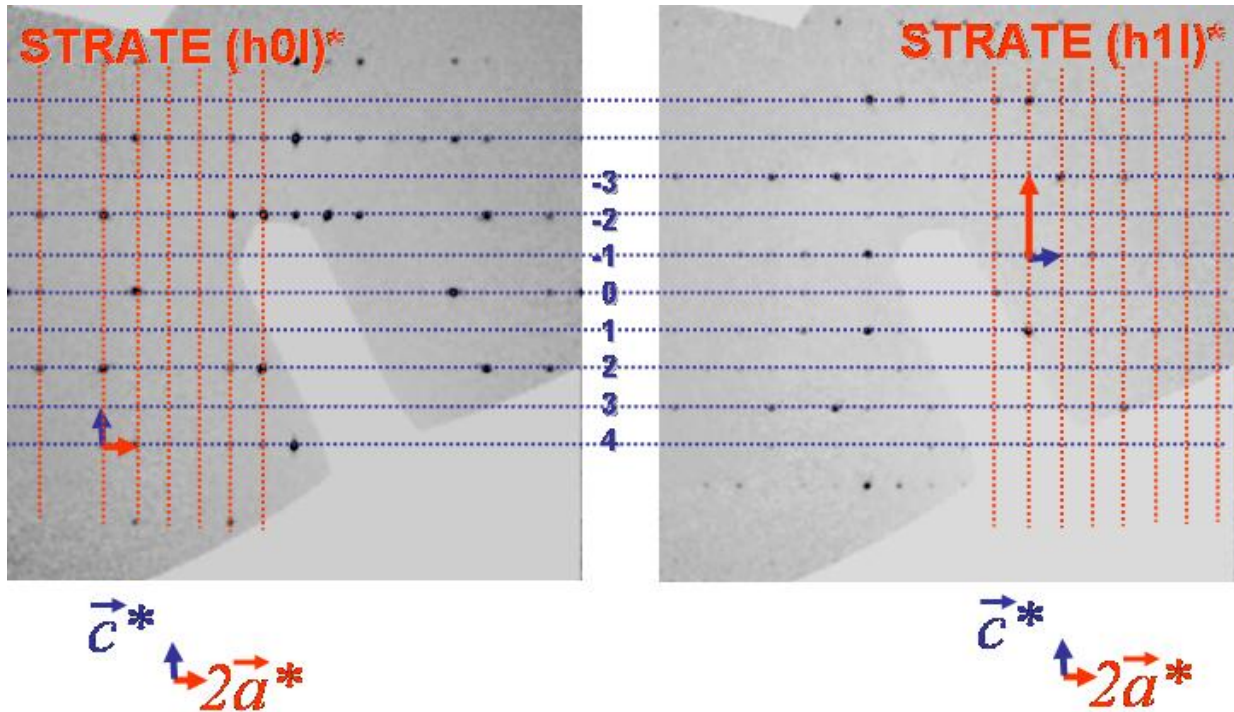 STRATE (h0l)*
STRATE (h1l)*
-3
-2
-1
0
1
2
3
4
c*
2a*
c*
2a*